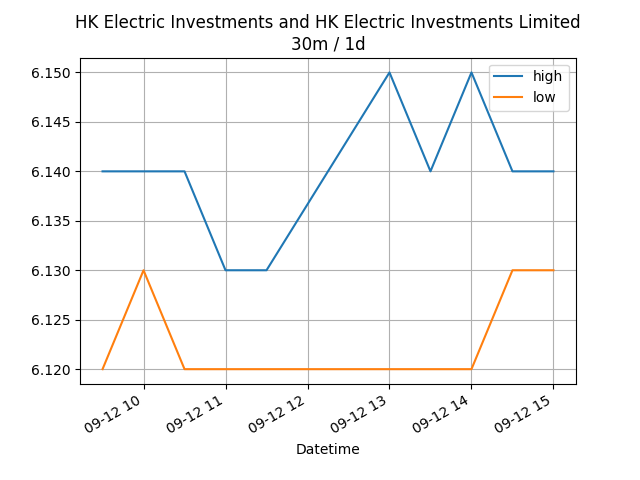 HK Electric Investments and HK Electric Investments Limited
30m / 1d
high
low
6.150
6.145
6.140
6.135
6.130
6.125
6.120
09-12 10
09-12 11
09-12 12
09-12 13
09-12 14
09-12 15
Datetime